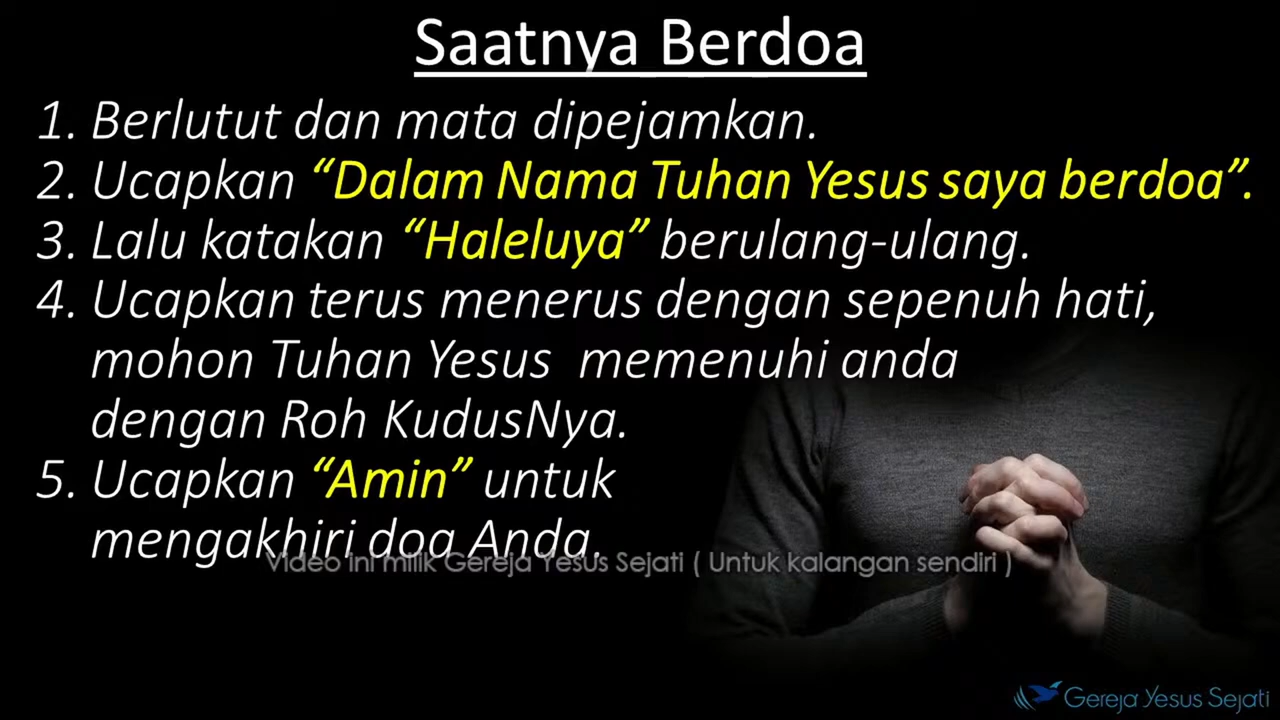 Saatnya Berdoa
1. Berlutut dan mata dipejamkan.
2. Ucapkan “Dalam Nama Tuhan Yesus saya berdoa”.
3. Lalu katakan “Haleluya” berulang-ulang.
4. Ucapkan terus menerus dengan sepenuh hati,
mohon Tuhan Yesus memenuhi anda
dengan Roh KudusNya.
5. Ucapkan “Amin” untuk
mengakhiri doa Anda.
Video ini milik Gereja Yesus Sejati ( Untuk kalangan sendiri )
Gereja Yesus Sejati